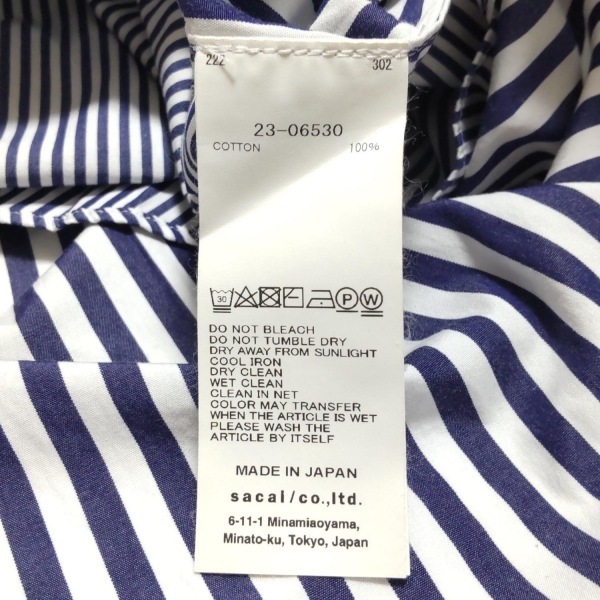 222 302
23-06530
COTTON 100%
30 P W
DO NOT BLEACH
DO NOT TUMBLE DRY
DRY AWAY FROM SUNLIGHT
COOL IRON
DRY CLEAN
WET CLEAN
CLEAN IN NET
COLOR MAY TRANSFER
WHEN THE ARTICLE IS WET
PLEASE WASH THE
ARTICLE BY ITSELF
MADE IN JAPAN
sacai/co.,ltd.
6-11-1 Minamiaoyama,
Minato-ku, Tokyo, Japan